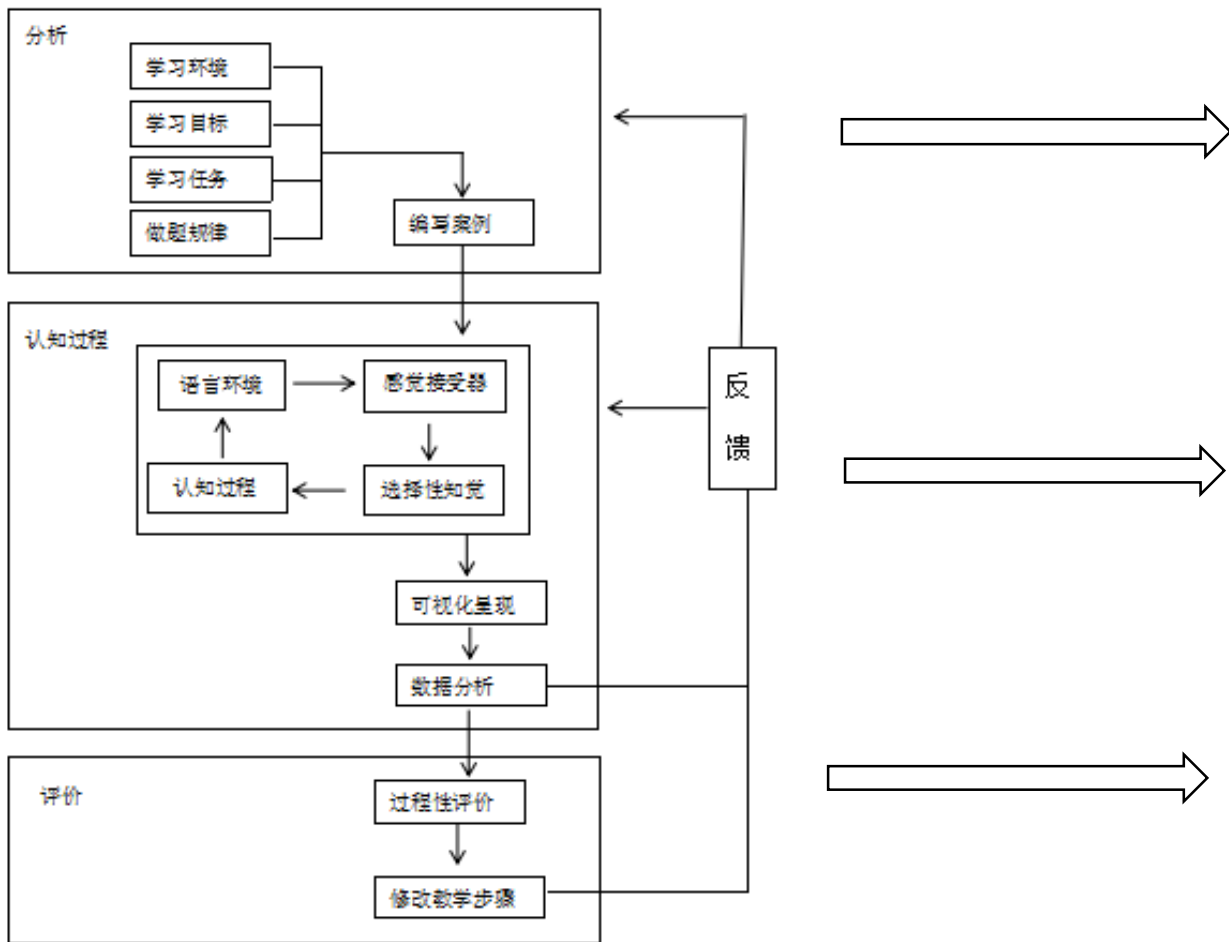 分析
学习环境
学习目标
学习任务
做题规律
编写案例
认知过程
语言环境
感觉接受器
认知过程
选择性知觉
可视化呈现
数据分析
反
馈
评价
过程性评价
修改教学步骤